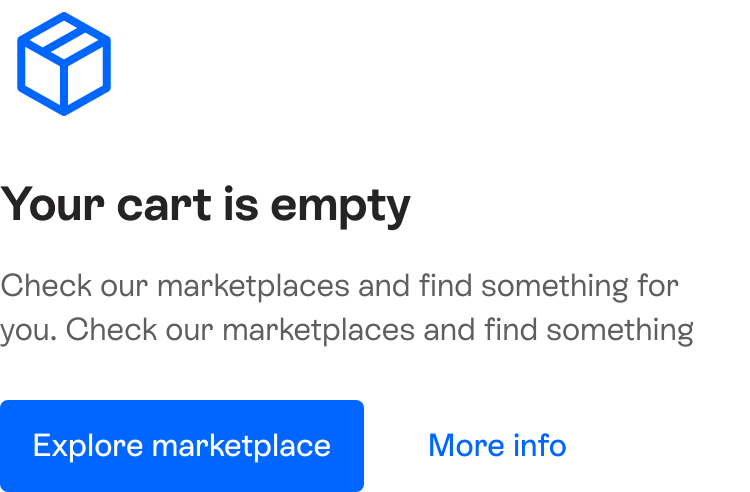 Your cart is empty
Check our marketplaces and find something for
you. Check our marketplaces and find something
Explore marketplace
More info